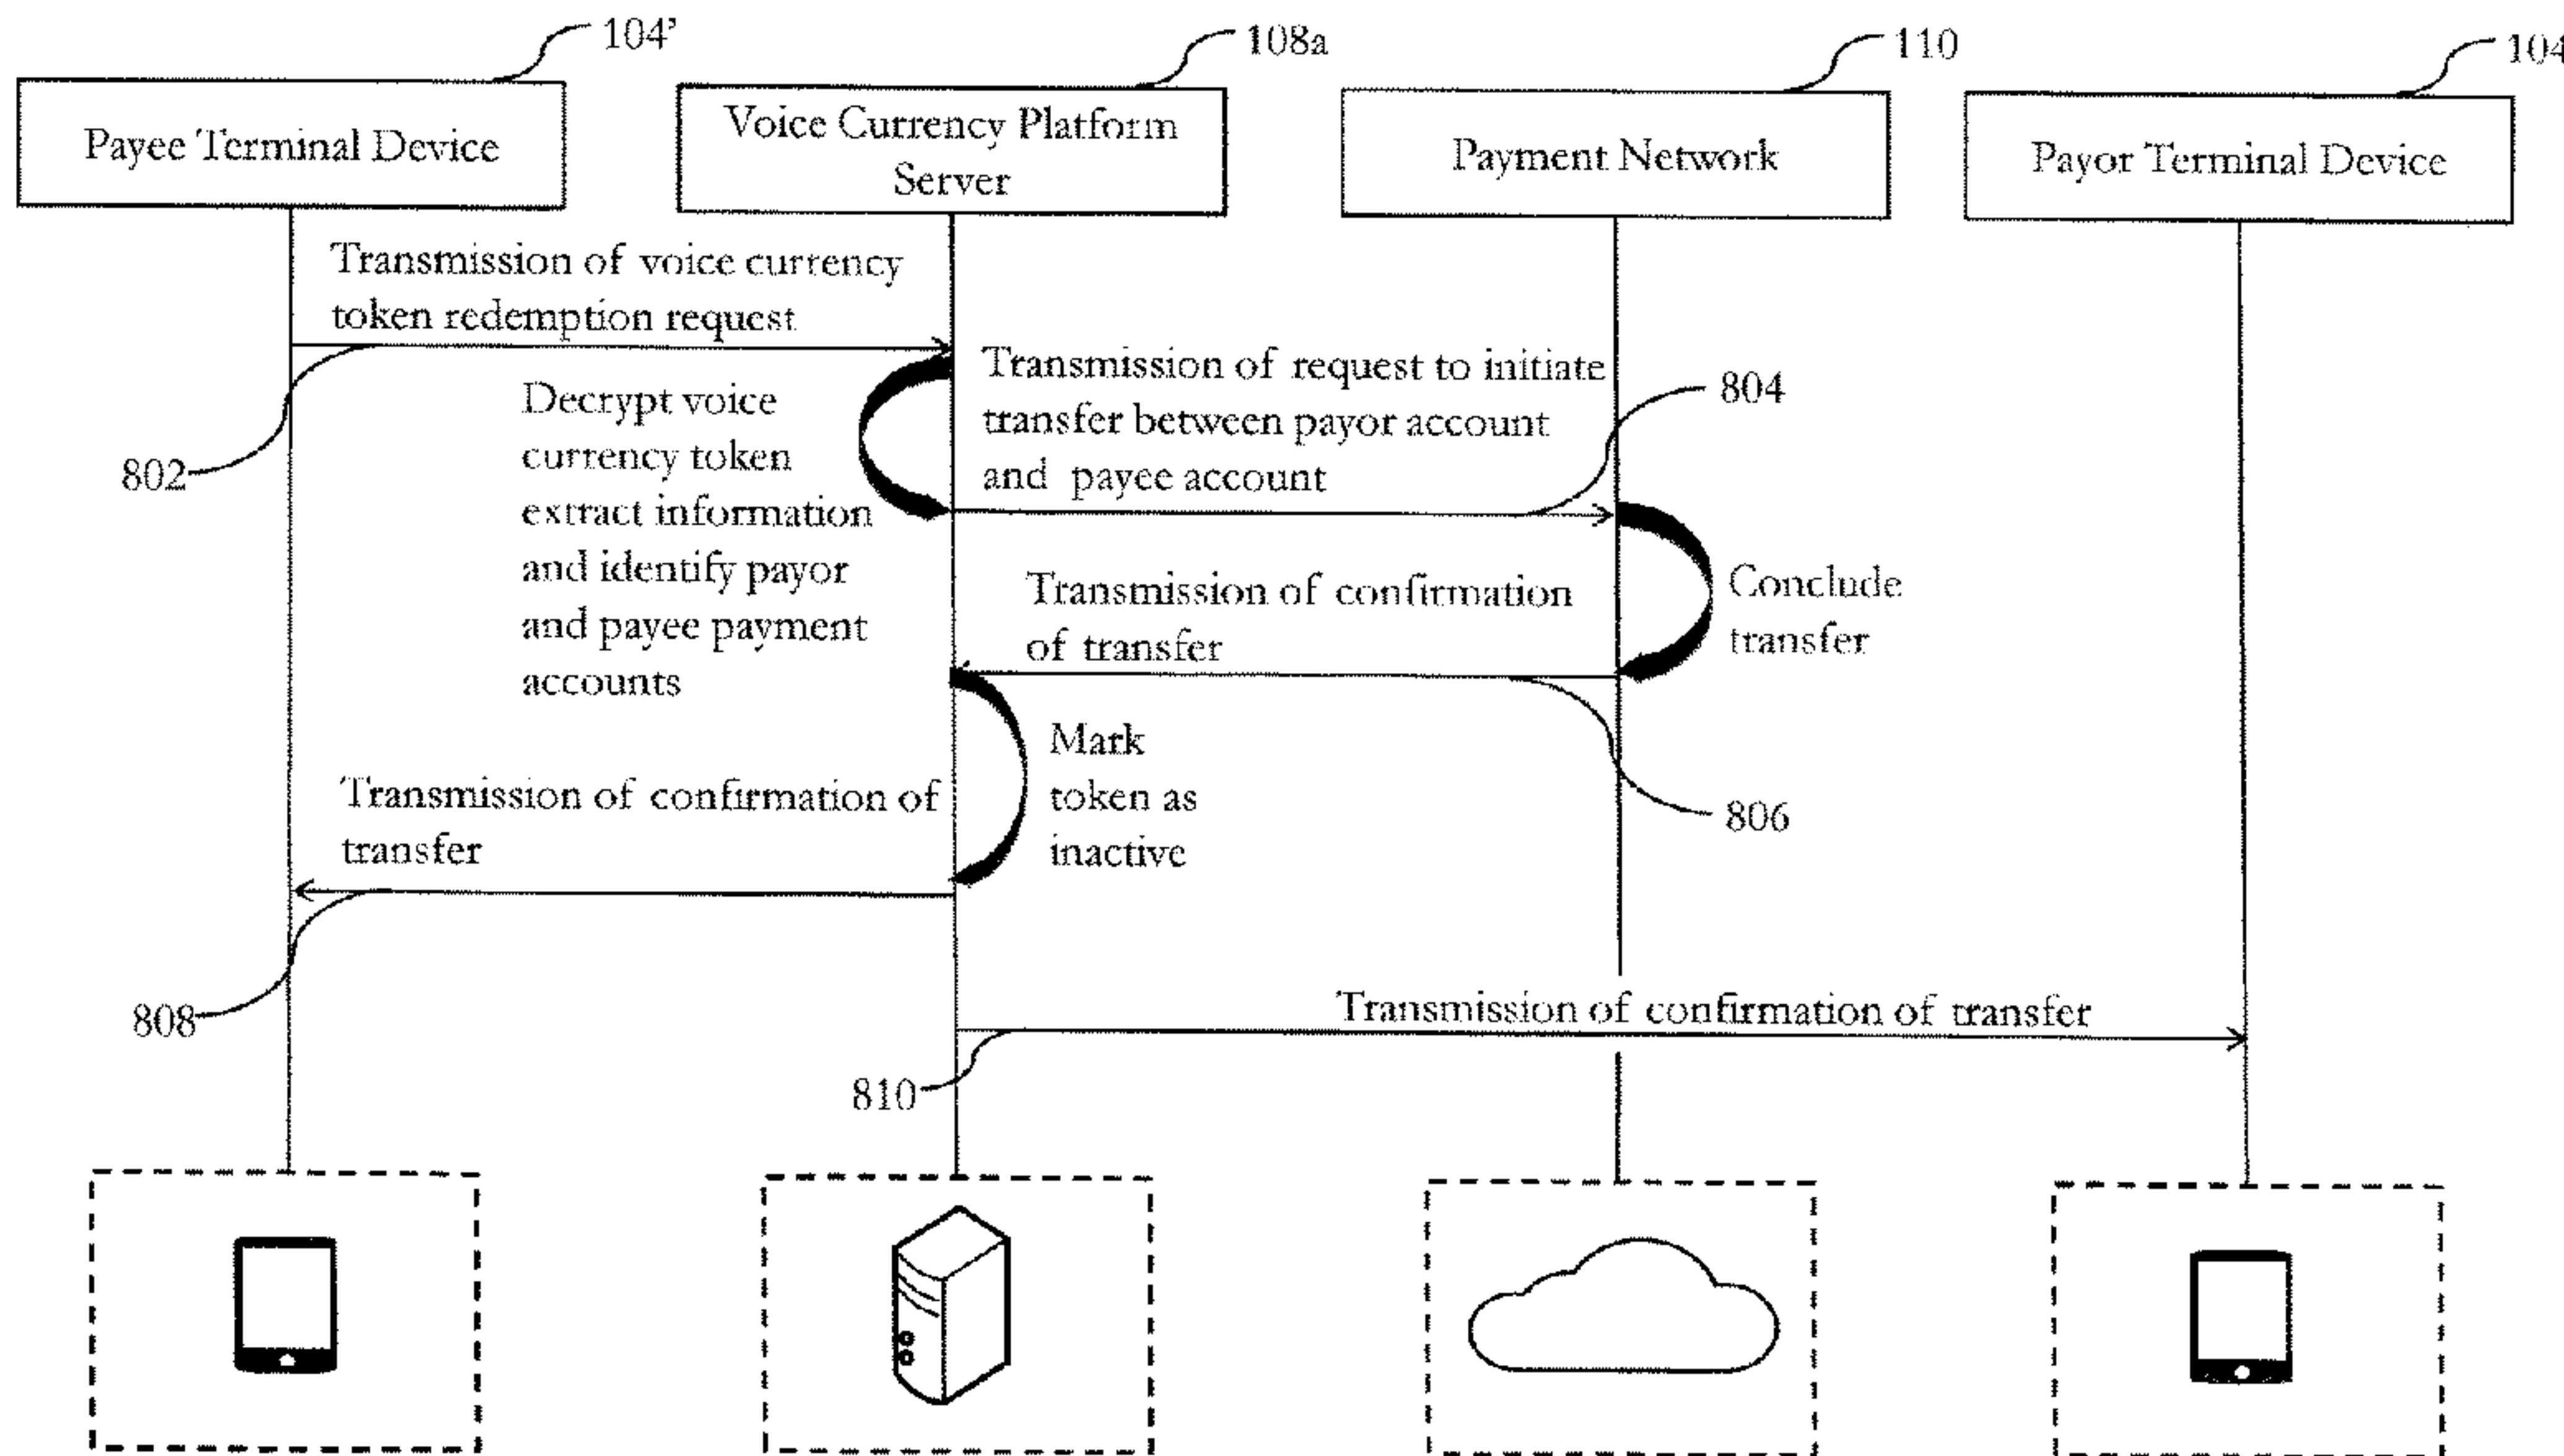 104'
108a
110
104
Payee Terminal Device
Voice Currency Platform
Server
Payment Network
Payor Terminal Device
Transmission of voice currency
token redemption request
802
Decrypt voice
currency token
extract information
and identify payor
and payee payment
accounts
Transmission of request to initiate
transfer between payor account
and payee account
804
Conclude
transfer
Transmission of confirmation
of transfer
806
Mark
token as
inactive
Transmission of confirmation of
transfer
808
Transmission of confirmation of transfer
810